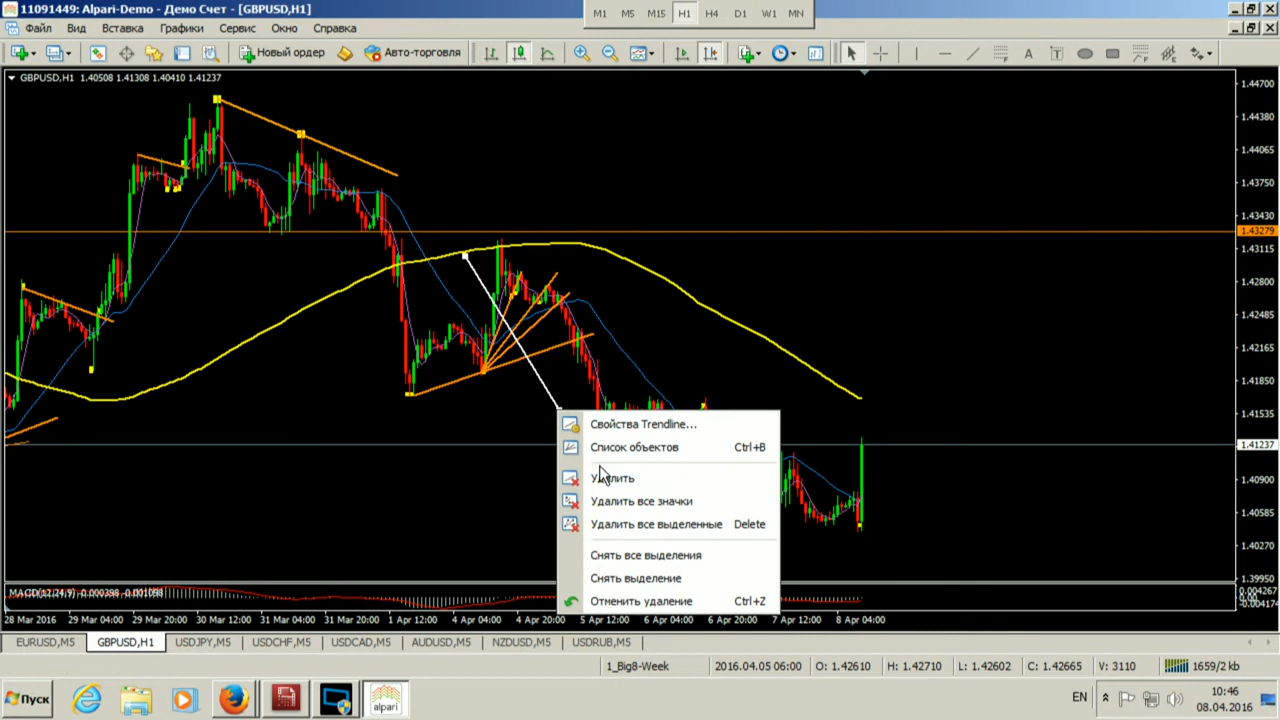 11091449: Alpari-Demo - Демо Счет - [GBPUSD,H1]
M1 M5 M15 H1 H4 D1 W1 MN
Файл Вид Вставка Графики Сервис Окно Справка
Новый ордер Авто-торговля A T
GBPUSD,H1 1.40508 1.41308 1.40410 1.41237
1.44700
1.44380
1.44065
1.43750
1.43430
1.43279
1.43115
1.42800
1.42485
1.42165
1.41850
1.41535
1.41237
1.40900
1.40585
1.40270
1.39950
Свойства Trendline...
Список объектов Ctrl+B
Удалить
Удалить все значки
Удалить все выделенные Delete
Снять все выделения
Снять выделение
Отменить удаление Ctrl+Z
MACD(12,24,9) -0.000398 -0.001098
0.004267
0.00
-0.004174
28 Mar 2016 29 Mar 04:00 29 Mar 20:00 30 Mar 12:00 31 Mar 04:00 31 Mar 20:00 1 Apr 12:00 4 Apr 04:00 4 Apr 20:00 5 Apr 12:00 6 Apr 04:00 6 Apr 20:00 7 Apr 12:00 8 Apr 04:00
EURUSD,M5 GBPUSD,H1 USDJPY,M5 USDCHF,M5 USDCAD,M5 AUDUSD,M5 NZDUSD,M5 USDRUB,M5
1_Big8-Week 2016.04.05 06:00 O: 1.42610 H: 1.42710 L: 1.42602 C: 1.42665 V: 3110 1659/2 kb
Пуск alpari EN 10:46
08.04.2016